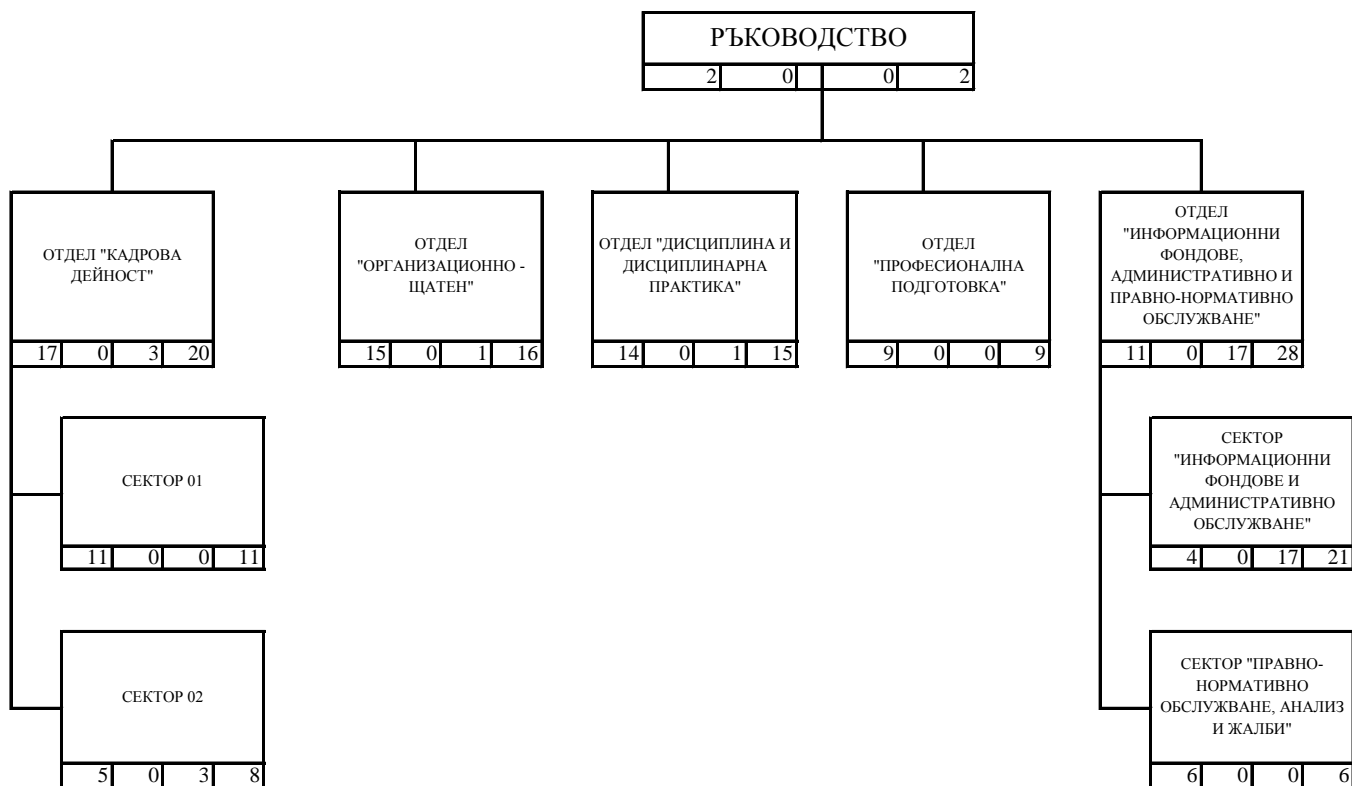 РЪКОВОДСТВО
2 0 0 2
ОТДЕЛ "КАДРОВА
ДЕЙНОСТ"
17 0 3 20
ОТДЕЛ
"ОРГАНИЗАЦИОННО -
ЩАТЕН"
15 0 1 16
ОТДЕЛ "ДИСЦИПЛИНА И
ДИСЦИПЛИНАРНА
ПРАКТИКА"
14 0 1 15
ОТДЕЛ
"ПРОФЕСИОНАЛНА
ПОДГОТОВКА"
9 0 0 9
ОТДЕЛ
"ИНФОРМАЦИОННИ
ФОНДОВЕ,
АДМИНИСТРАТИВНО И
ПРАВНО-НОРМАТИВНО
ОБСЛУЖВАНЕ"
11 0 17 28
СЕКТОР 01
11 0 0 11
СЕКТОР
"ИНФОРМАЦИОННИ
ФОНДОВЕ И
АДМИНИСТРАТИВНО
ОБСЛУЖВАНЕ"
4 0 17 21
СЕКТОР 02
5 0 3 8
СЕКТОР "ПРАВНО-
НОРМАТИВНО
ОБСЛУЖВАНЕ, АНАЛИЗ
И ЖАЛБИ"
6 0 0 6